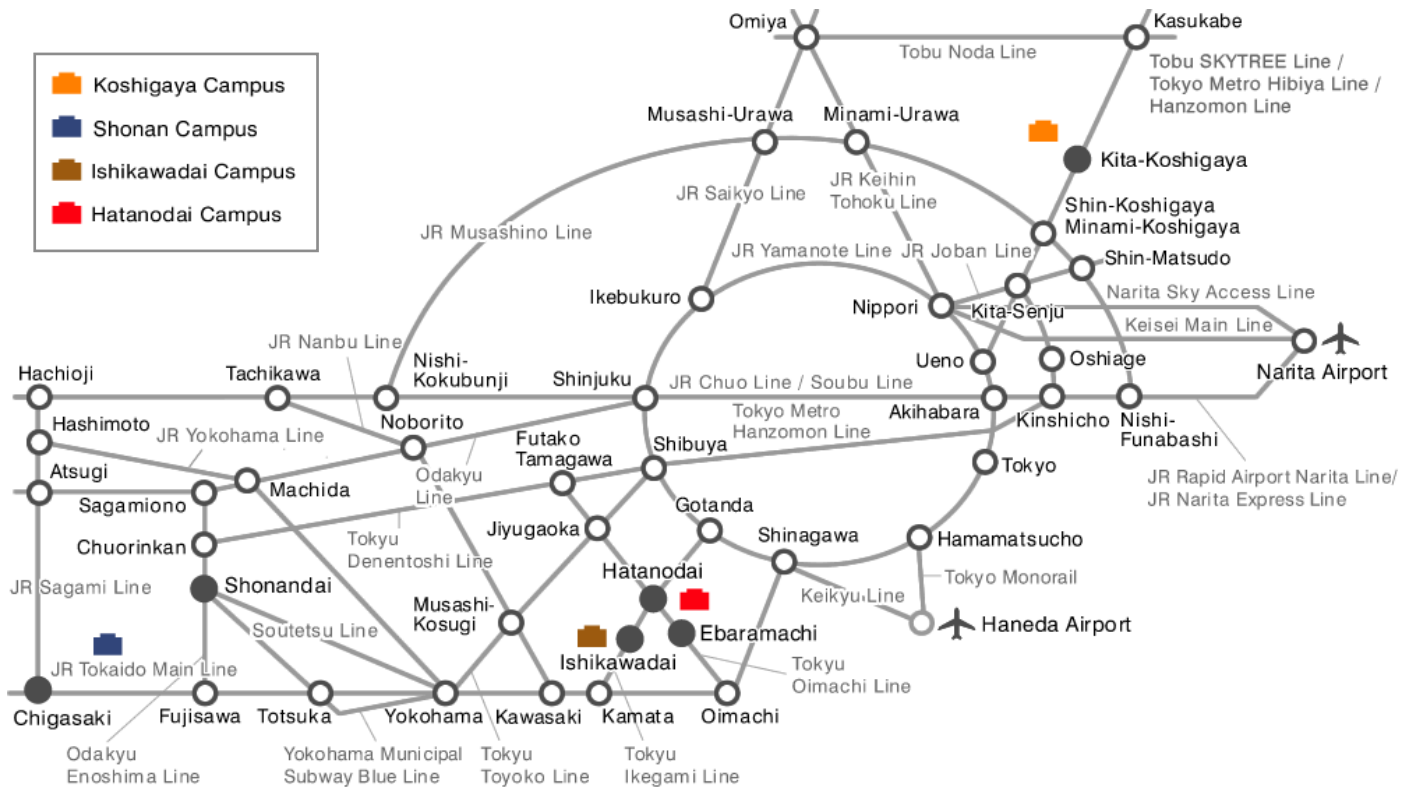 Omiya
Kasukabe
Tobu Noda Line
Tobu SKYTREE Line /
Tokyo Metro Hibiya Line /
Hanzomon Line
Koshigaya Campus
Shonan Campus
Ishikawadai Campus
Hatanodai Campus
Musashi-Urawa
Minami-Urawa
Kita-Koshigaya
JR Saikyo Line
JR Keihin
Tohoku Line
Shin-Koshigaya
Minami-Koshigaya
JR Musashino Line
JR Yamanote Line
JR Joban Line
Shin-Matsudo
Ikebukuro
Nippori
Kita-Senju
Narita Sky Access Line
Keisei Main Line
JR Nanbu Line
Ueno
Oshiage
Narita Airport
Hachioji
Tachikawa
Nishi-
Kokubunji
Shinjuku
JR Chuo Line / Soubu Line
Akihabara
Kinshicho
Nishi-
Funabashi
Hashimoto
JR Yokohama Line
Noborito
Tokyo Metro
Hanzomon Line
Futako
Tamagawa
Shibuya
Atsugi
Sagamiono
Machida
Odakyu
Line
Tokyo
JR Rapid Airport Narita Line/
JR Narita Express Line
Gotanda
Jiyugaoka
Shinagawa
Hamamatsucho
Chuorinkan
Tokyu
Denentoshi Line
JR Sagami Line
Shonandai
Hatanodai
Keikyu Line
Tokyo Monorail
Musashi-
Kosugi
Haneda Airport
Soutetsu Line
Ebaramachi
Ishikawadai
JR Tokaido Main Line
Tokyu
Oimachi Line
Chigasaki
Fujisawa
Totsuka
Yokohama
Kawasaki
Kamata
Oimachi
Odakyu
Enoshima Line
Yokohama Municipal
Subway Blue Line
Tokyu
Toyoko Line
Tokyu
Ikegami Line